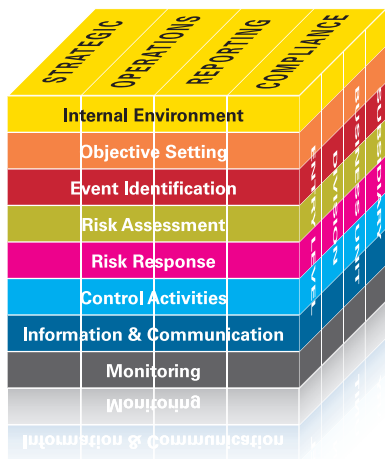 STRATEGIC
OPERATIONS
REPORTING
COMPLIANCE
Internal Environment
Objective Setting
Event Identification
Risk Assessment
Risk Response
Control Activities
Information & Communication
Monitoring
ENTITY LEVEL
DIVISION
BUSINESS UNIT
SUBSIDIARY
Monitoring
Information & Communication